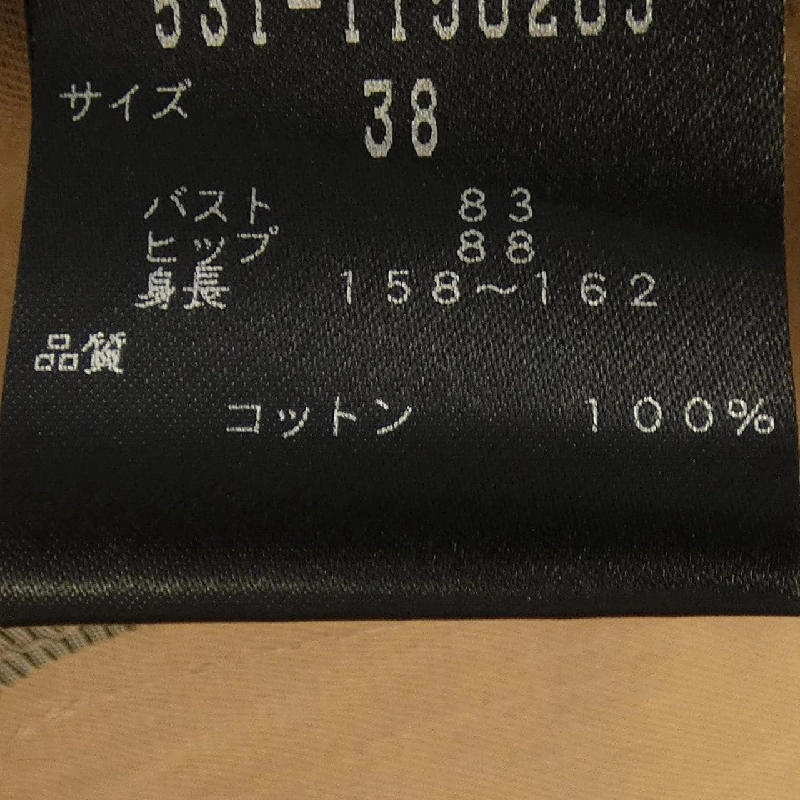 サイズ 38
バスト 83
ヒップ 88
身長 158～162
品質
コットン 100%